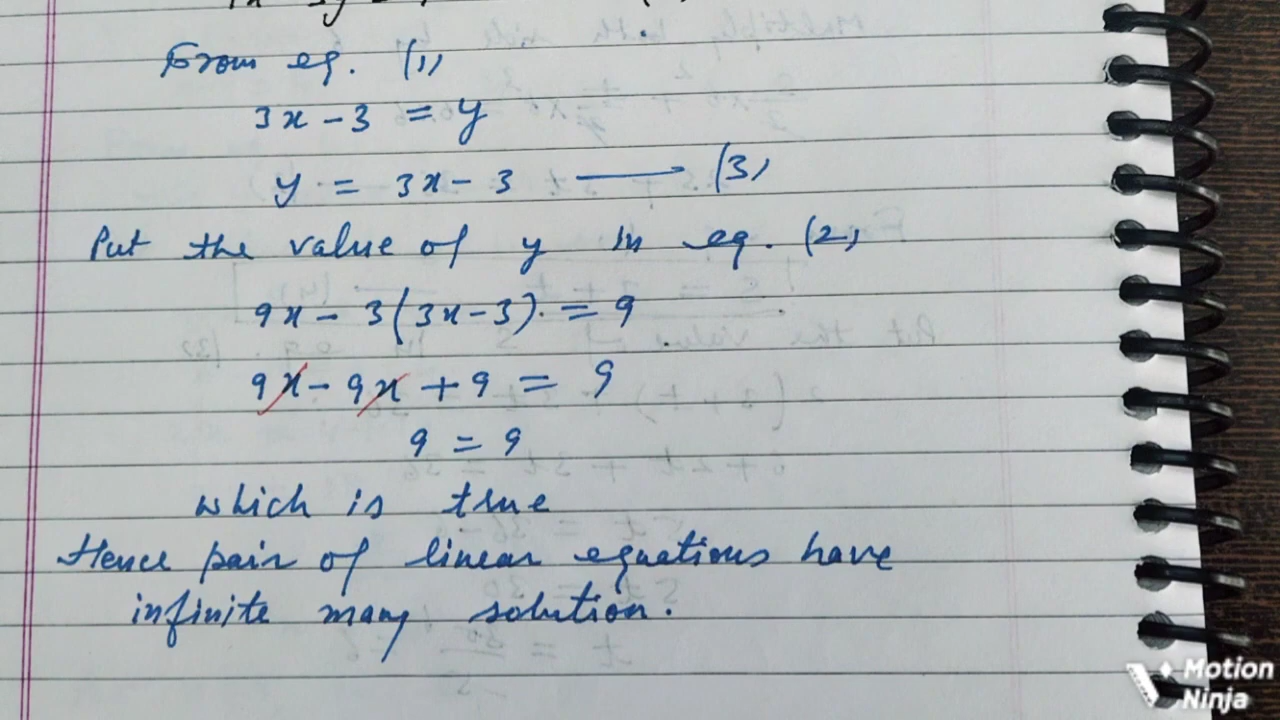 From eq. (1)
3x - 3 = y
y = 3x - 3 —— (3)
Put the value of y in eq. (2)
9x - 3(3x - 3) = 9
9x - 9x + 9 = 9
9 = 9
which is true
Hence pair of linear equations have
infinite many solution.
Motion
Ninja